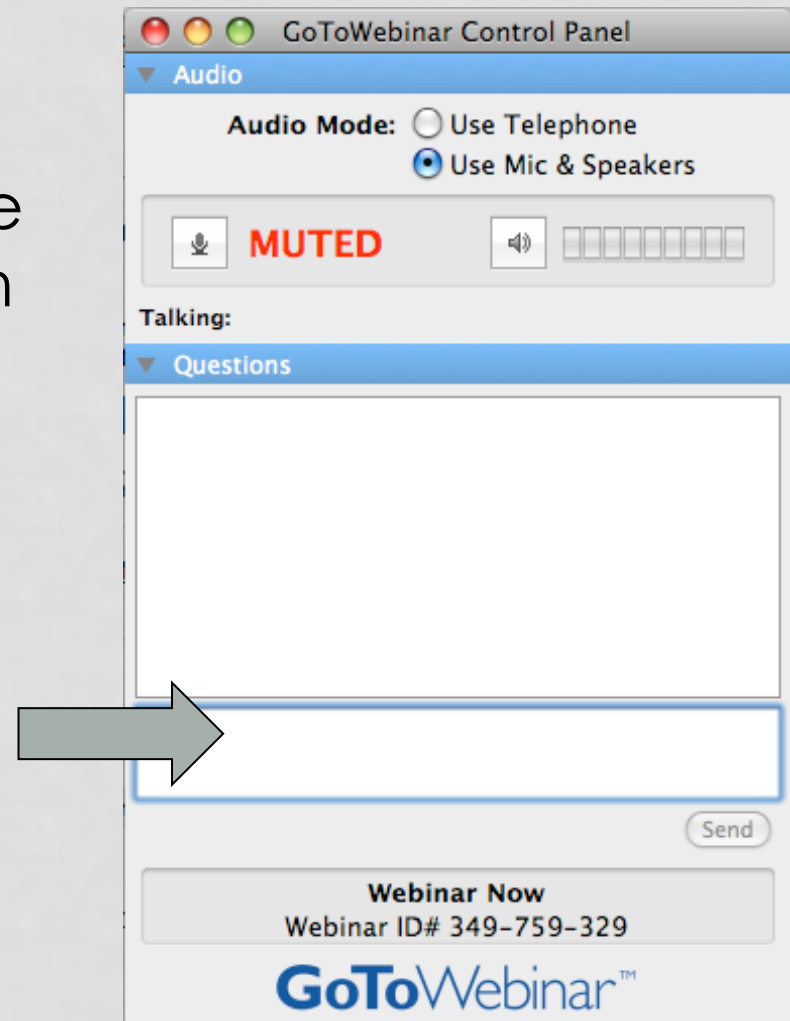 GoToWebinar Control Panel
Audio
Audio Mode: Use Telephone
Use Mic & Speakers
MUTED
Talking:
Questions
Send
Webinar Now
Webinar ID# 349-759-329
GoToWebinar™